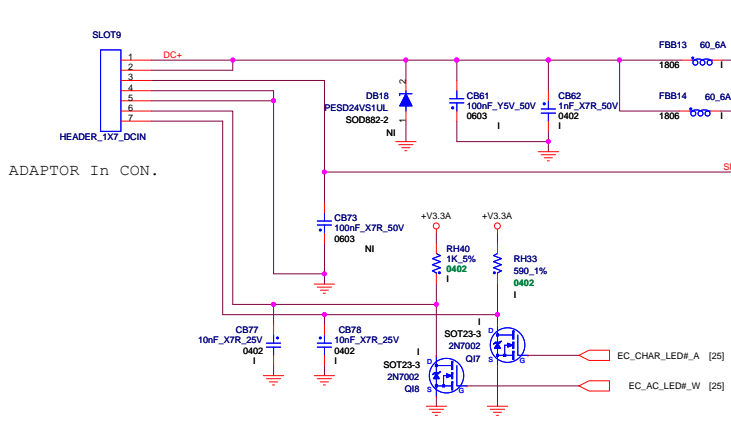 SLOT9
1
2
3
4
5
6
7
DC+
HEADER_1X7_DCIN
ADAPTOR In CON.
2
DB18
PESD24VS1UL
SOD882-2
1
NI
CB61
100nF_Y5V_50V
0603
I
CB62
1nF_X7R_50V
0402
I
FBB13 60_6A
1806 I
FBB14 60_6A
1806 I
CB73
100nF_X7R_50V
0603
NI
+V3.3A
+V3.3A
RH40
1K_5%
0402
I
RH33
590_1%
0402
I
CB77
10nF_X7R_25V
0402
I
CB78
10nF_X7R_25V
0402
I
I
SOT23-3
2N7002
QI7
D
S
G
I
SOT23-3
2N7002
QI8
D
S
G
EC_CHAR_LED#_A [25]
EC_AC_LED#_W [25]